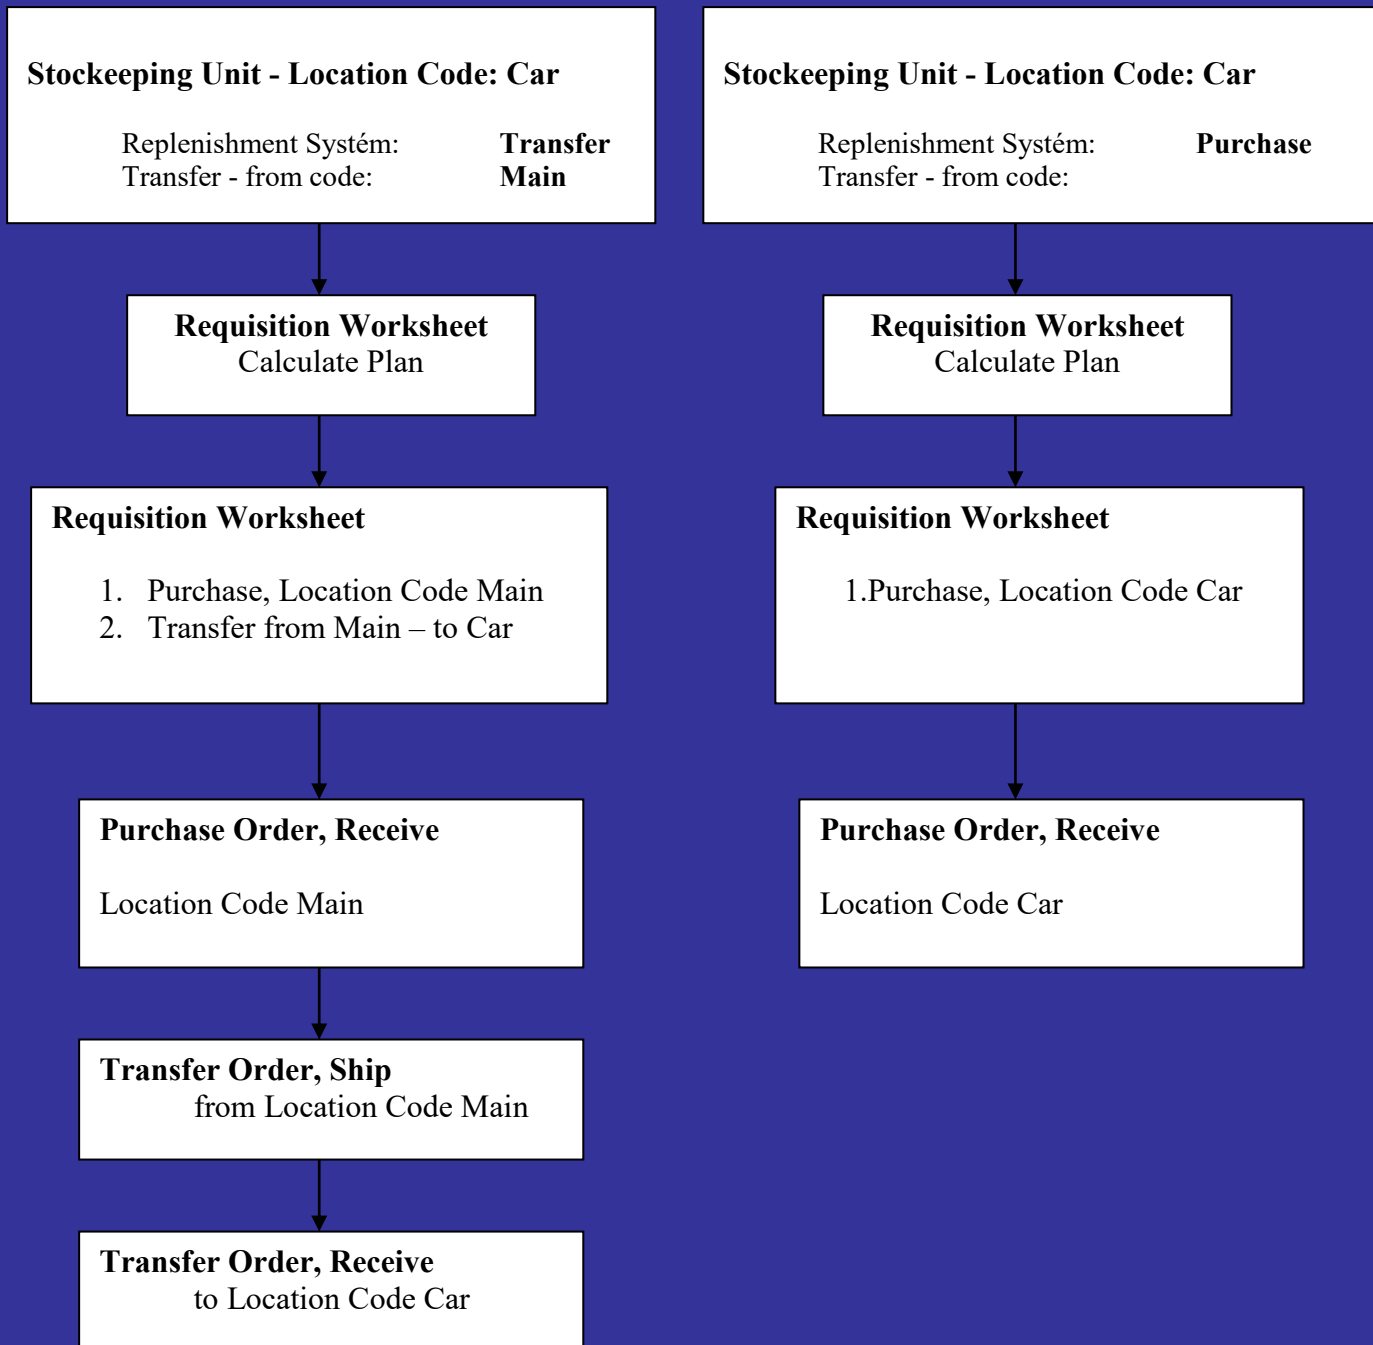 Stockeeping Unit - Location Code: Car
Replenishment Systém: Transfer
Transfer - from code: Main
Requisition Worksheet
Calculate Plan
Requisition Worksheet
1. Purchase, Location Code Main
2. Transfer from Main – to Car
Purchase Order, Receive
Location Code Main
Transfer Order, Ship
from Location Code Main
Transfer Order, Receive
to Location Code Car
Stockeeping Unit - Location Code: Car
Replenishment Systém: Purchase
Transfer - from code:
Requisition Worksheet
Calculate Plan
Requisition Worksheet
1.Purchase, Location Code Car
Purchase Order, Receive
Location Code Car